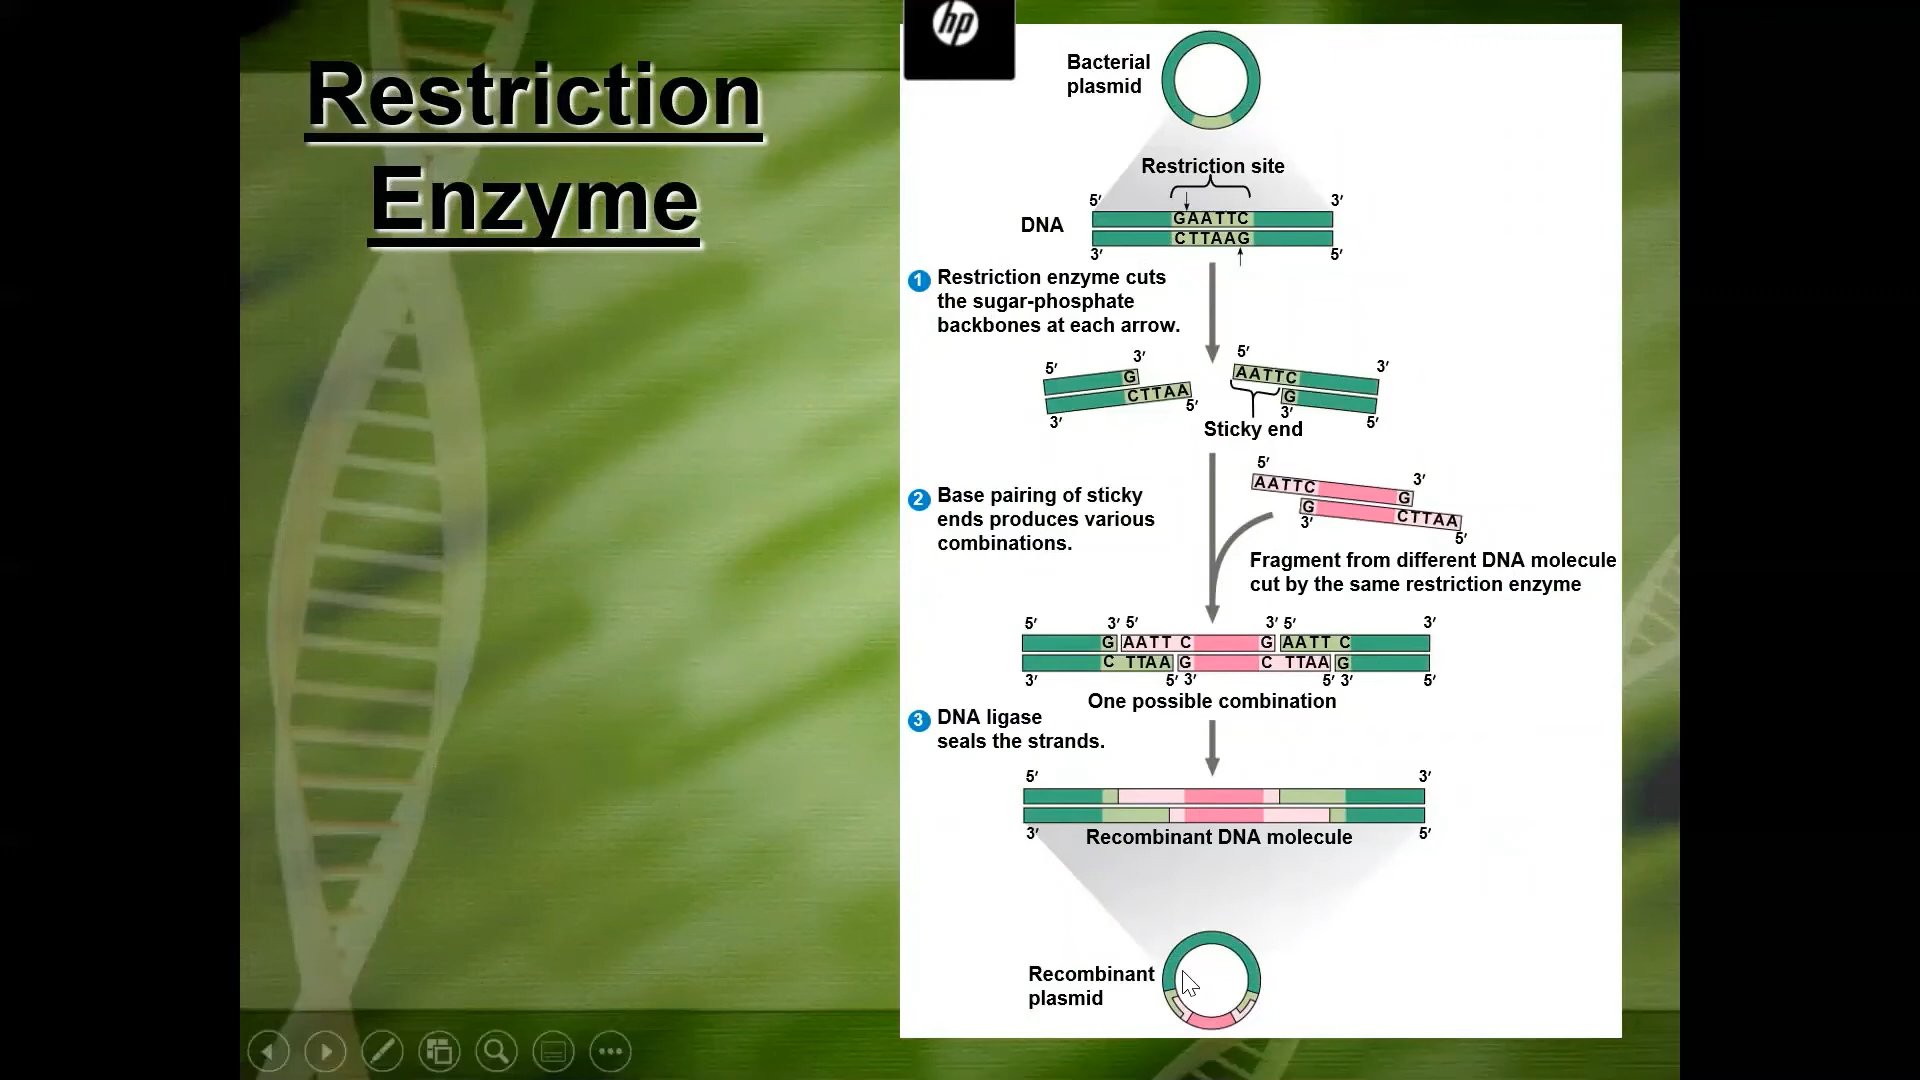 Restriction
Enzyme
hp
Bacterial
plasmid
Restriction site
5′ 3′
DNA
GAATTC
CTTAAG
3′ 5′
1 Restriction enzyme cuts
the sugar-phosphate
backbones at each arrow.
5′ 3′ 5′ 3′
G AATTC
CTTAA G
3′ 5′ 3′ 5′
Sticky end
2 Base pairing of sticky
ends produces various
combinations.
5′ 3′
AATTC G
G CTTAA
3′ 5′
Fragment from different DNA molecule
cut by the same restriction enzyme
5′ 3′ 5′ 3′ 5′ 3′
G AATT C G AATT C
C TTAA G C TTAA G
3′ 5′ 3′ 5′ 3′ 5′
One possible combination
3 DNA ligase
seals the strands.
5′ 3′
3′ 5′
Recombinant DNA molecule
Recombinant
plasmid